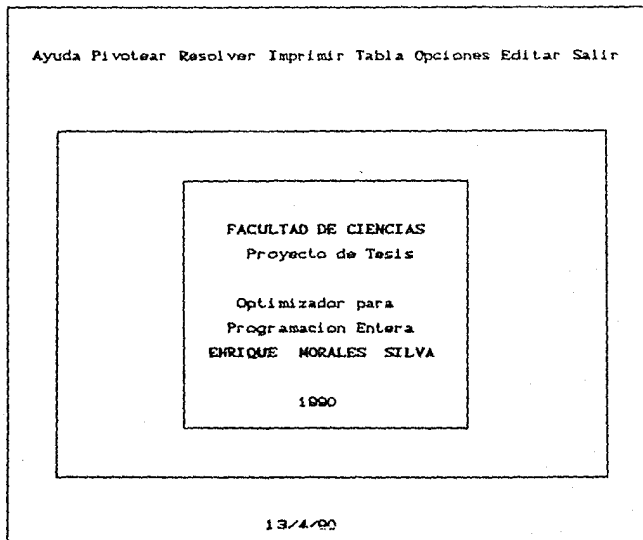 Ayuda Pivotear Resolver Imprimir Tabla Opciones Editar Salir
FACULTAD DE CIENCIAS
Proyecto de Tesis
Optimizador para
Programacion Entera
ENRIQUE MORALES SILVA
1990
13/4/90